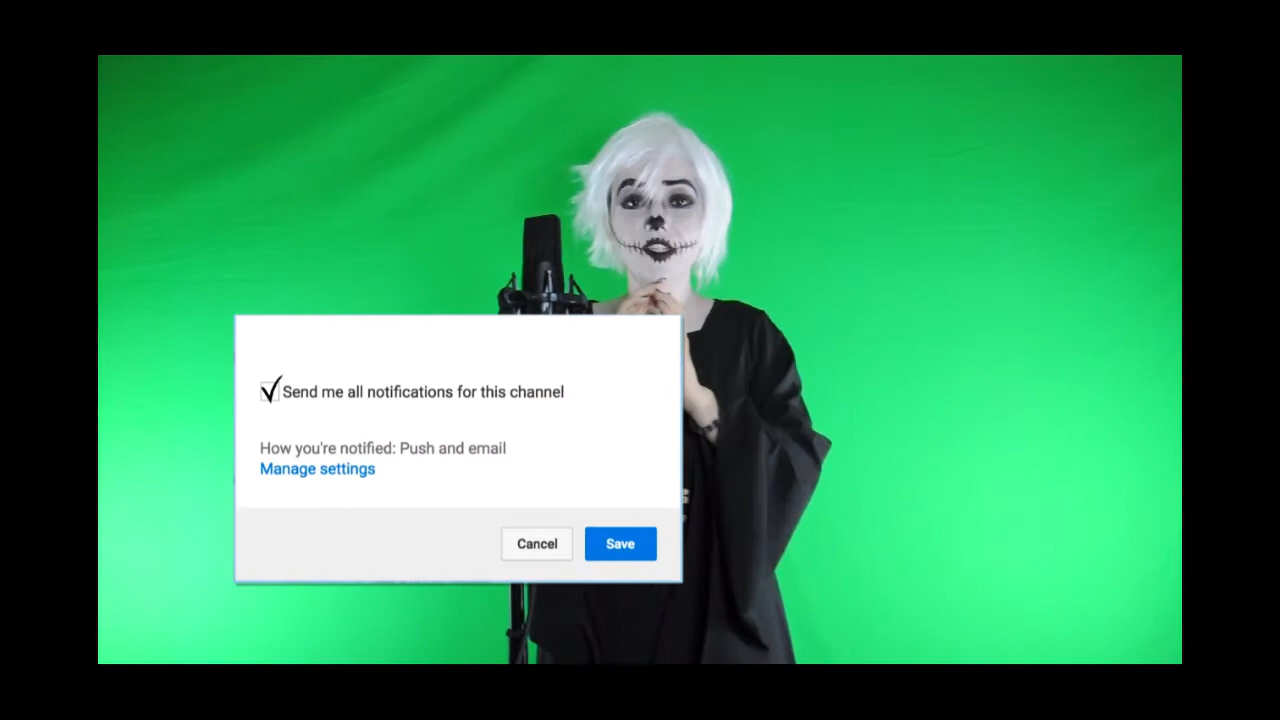 Send me all notifications for this channel
How you're notified: Push and email
Manage settings
Cancel
Save